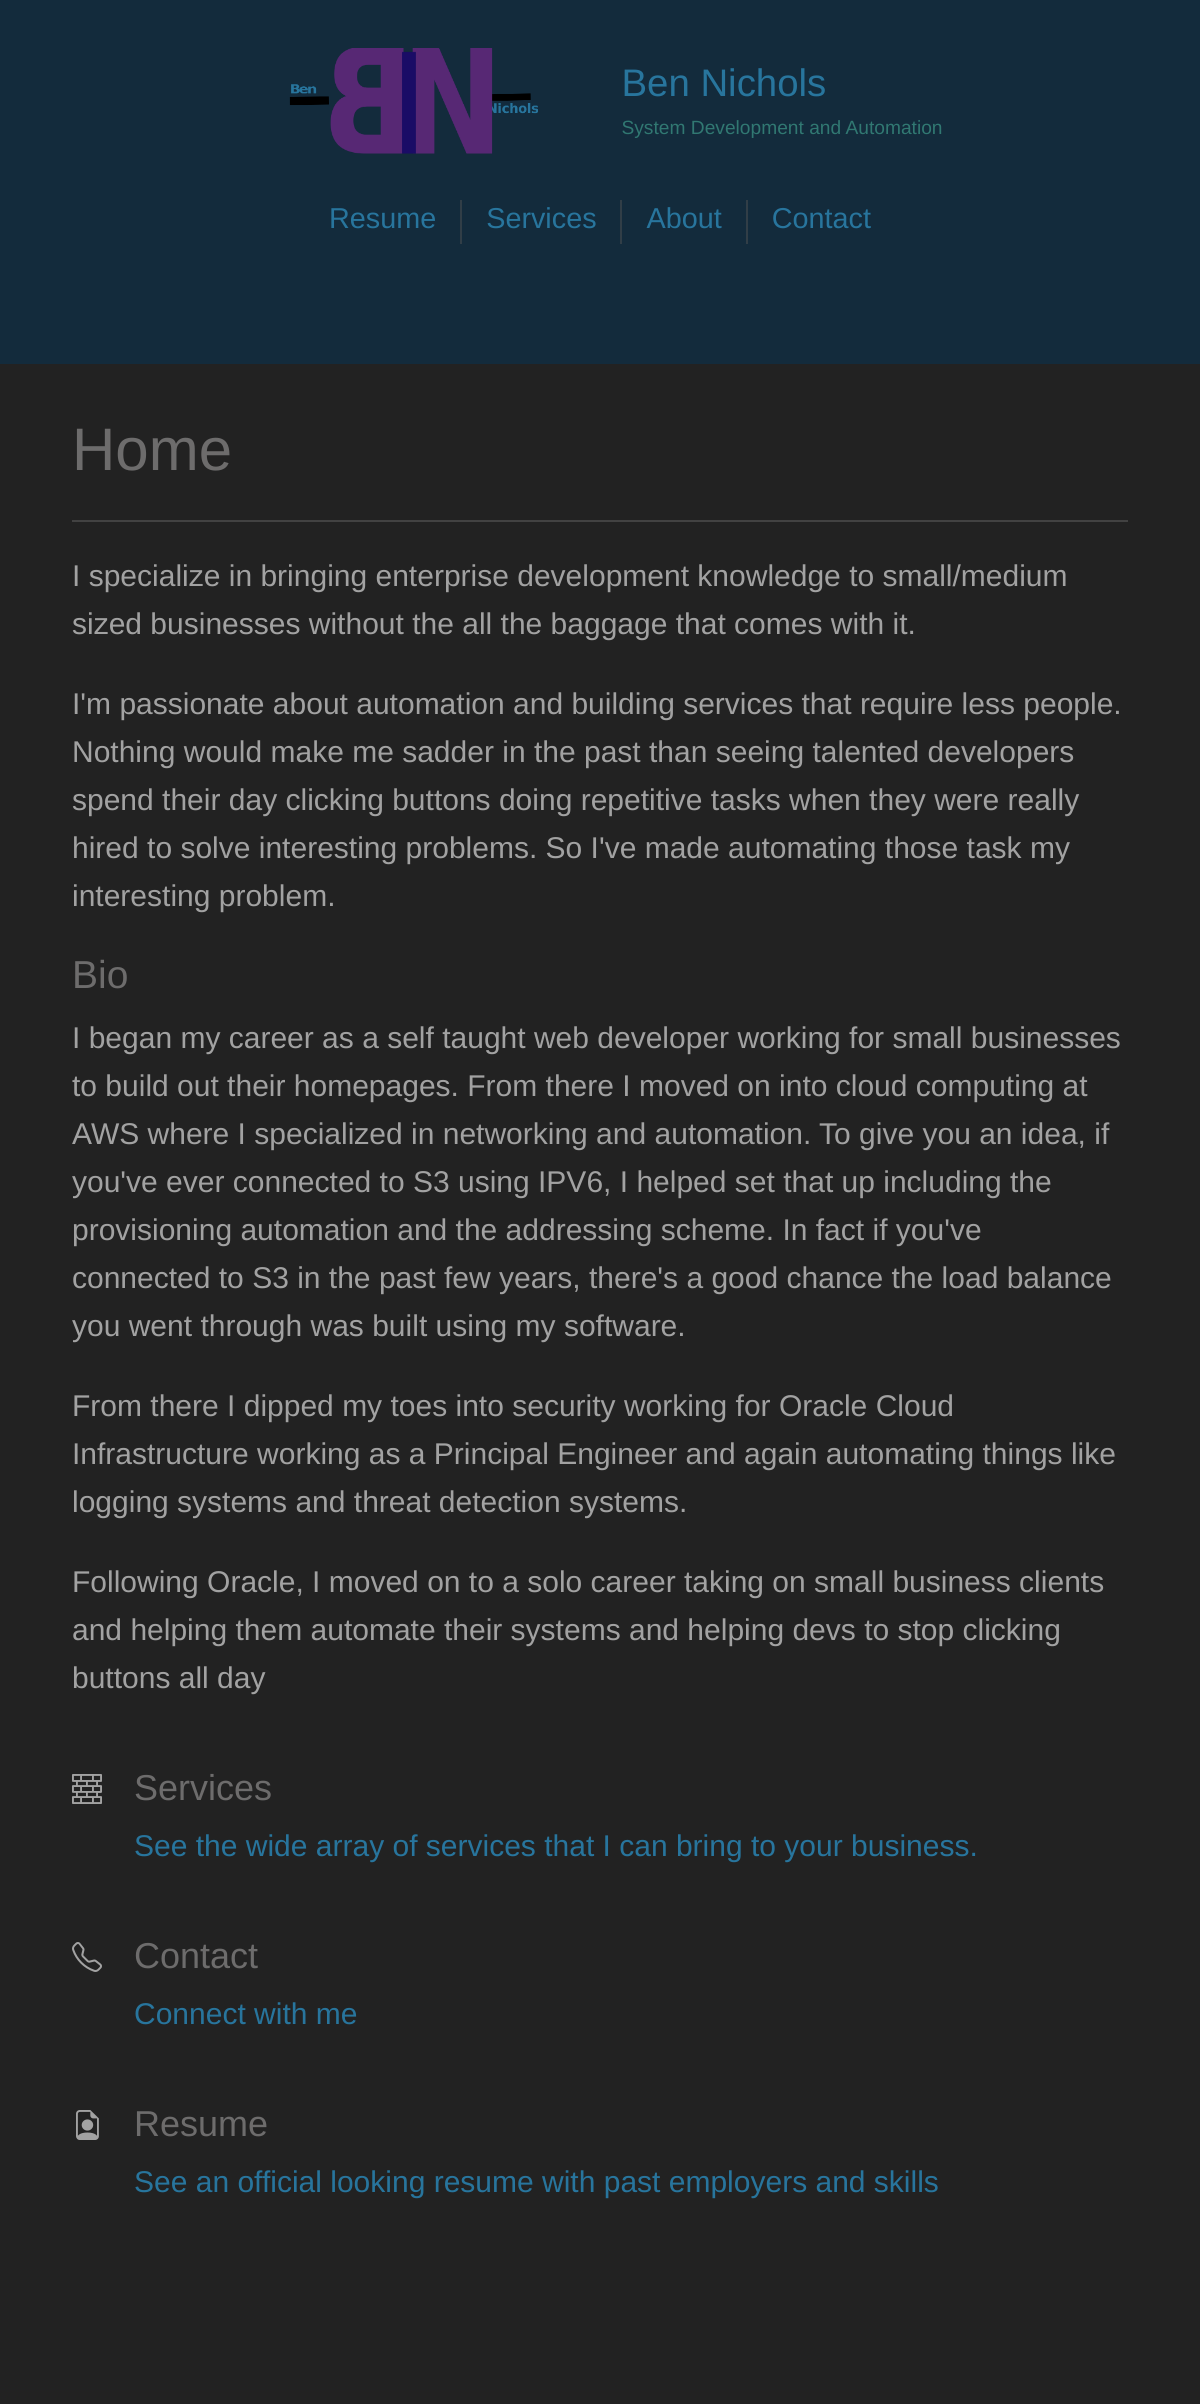 Ben
BN
Nichols
Ben Nichols
System Development and Automation
Resume
Services
About
Contact
Home
I specialize in bringing enterprise development knowledge to small/medium
sized businesses without the all the baggage that comes with it.
I'm passionate about automation and building services that require less people.
Nothing would make me sadder in the past than seeing talented developers
spend their day clicking buttons doing repetitive tasks when they were really
hired to solve interesting problems. So I've made automating those task my
interesting problem.
Bio
I began my career as a self taught web developer working for small businesses
to build out their homepages. From there I moved on into cloud computing at
AWS where I specialized in networking and automation. To give you an idea, if
you've ever connected to S3 using IPV6, I helped set that up including the
provisioning automation and the addressing scheme. In fact if you've
connected to S3 in the past few years, there's a good chance the load balance
you went through was built using my software.
From there I dipped my toes into security working for Oracle Cloud
Infrastructure working as a Principal Engineer and again automating things like
logging systems and threat detection systems.
Following Oracle, I moved on to a solo career taking on small business clients
and helping them automate their systems and helping devs to stop clicking
buttons all day
Services
See the wide array of services that I can bring to your business.
Contact
Connect with me
Resume
See an official looking resume with past employers and skills